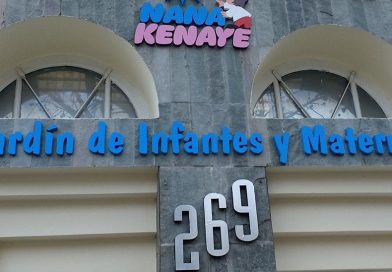 NANA
KENAYE
ardín de Infantes y Matern
269